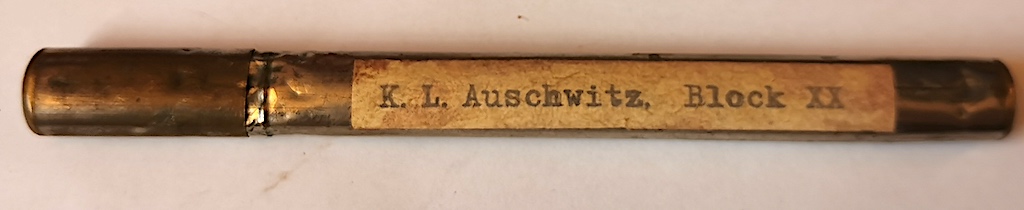 K. L. Auschwitz, Block XX